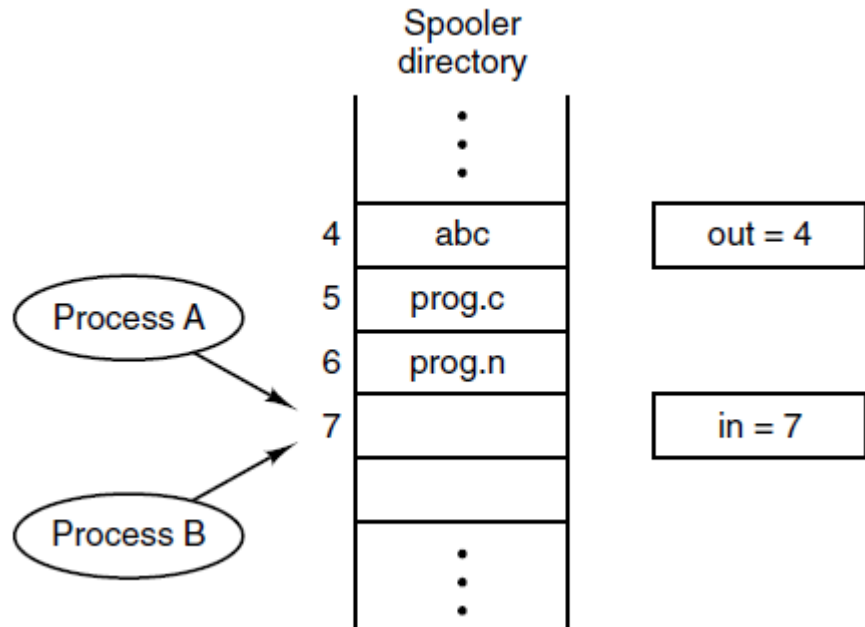 Spooler
directory
4 abc out = 4
5 prog.c
Process A
6 prog.n
7 in = 7
Process B